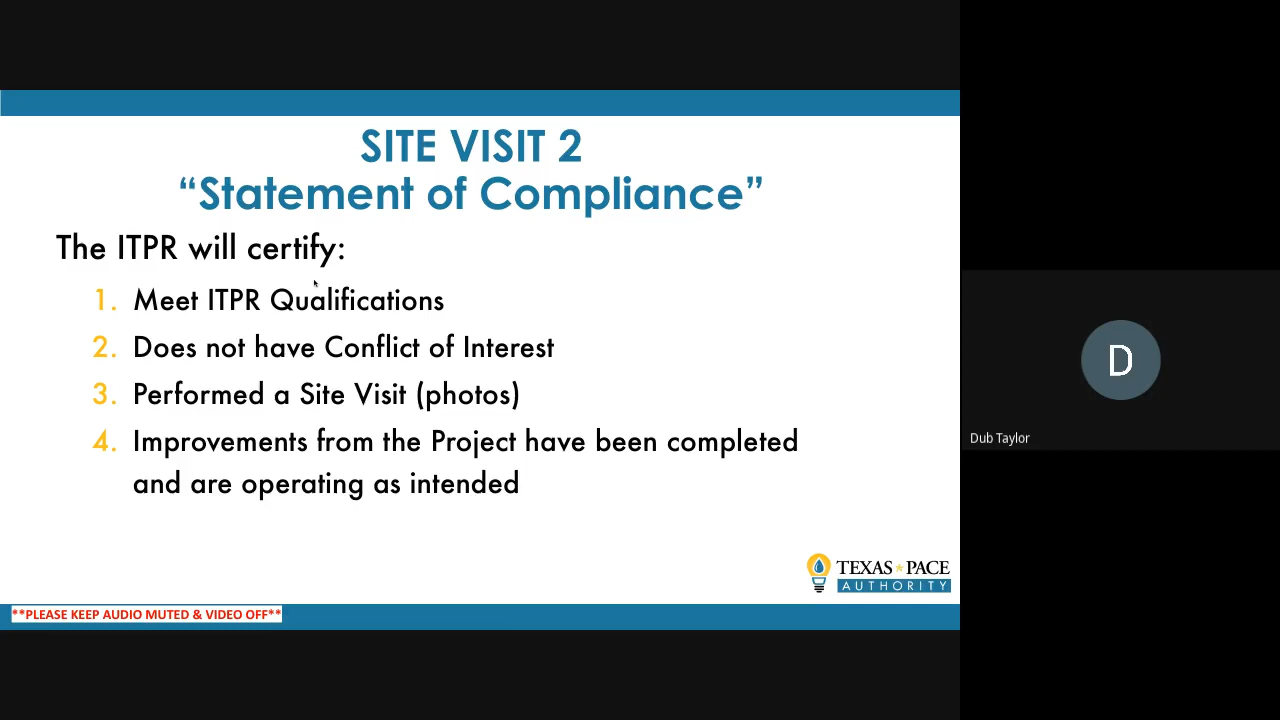 SITE VISIT 2
“Statement of Compliance”
The ITPR will certify:
1. Meet ITPR Qualifications
2. Does not have Conflict of Interest
3. Performed a Site Visit (photos)
4. Improvements from the Project have been completed
and are operating as intended
TEXAS★PACE
AUTHORITY
**PLEASE KEEP AUDIO MUTED & VIDEO OFF**
D
Dub Taylor